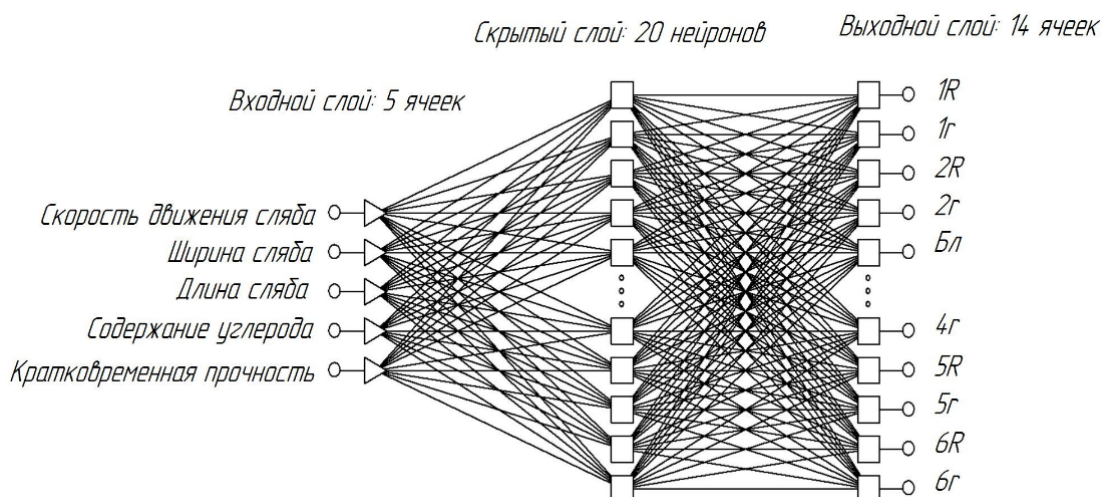 Скрытый слой: 20 нейронов
Выходной слой: 14 ячеек
Входной слой: 5 ячеек
Скорость движения сляба
Ширина сляба
Длина сляба
Содержание углерода
Кратковременная прочность
1R
1г
2R
2г
Бл
4г
5R
5г
6R
6г